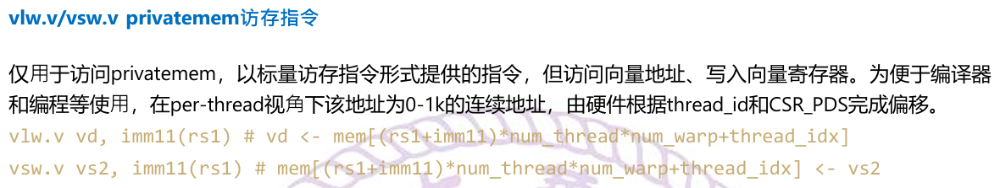 vlw.v/vsw.v privatemem访存指令
仅用于访问privatemem，以标量访存指令形式提供的指令，但访问向量地址、写入向量寄存器。为便于编译器
和编程等使用，在per-thread视角下该地址为0-1k的连续地址，由硬件根据thread_id和CSR_PDS完成偏移。
vlw.v vd, imm11(rs1) # vd <- mem[(rs1+imm11)*num_thread*num_warp+thread_idx]
vsw.v vs2, imm11(rs1) # mem[(rs1+imm11)*num_thread*num_warp+thread_idx] <- vs2